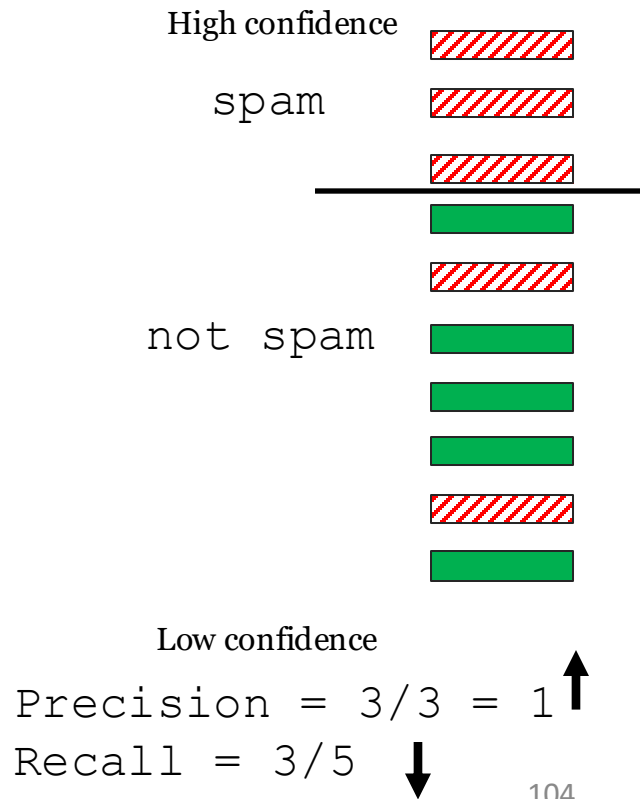 High confidence
spam
not spam
Low confidence
Precision = 3/3 = 1
Recall = 3/5
104